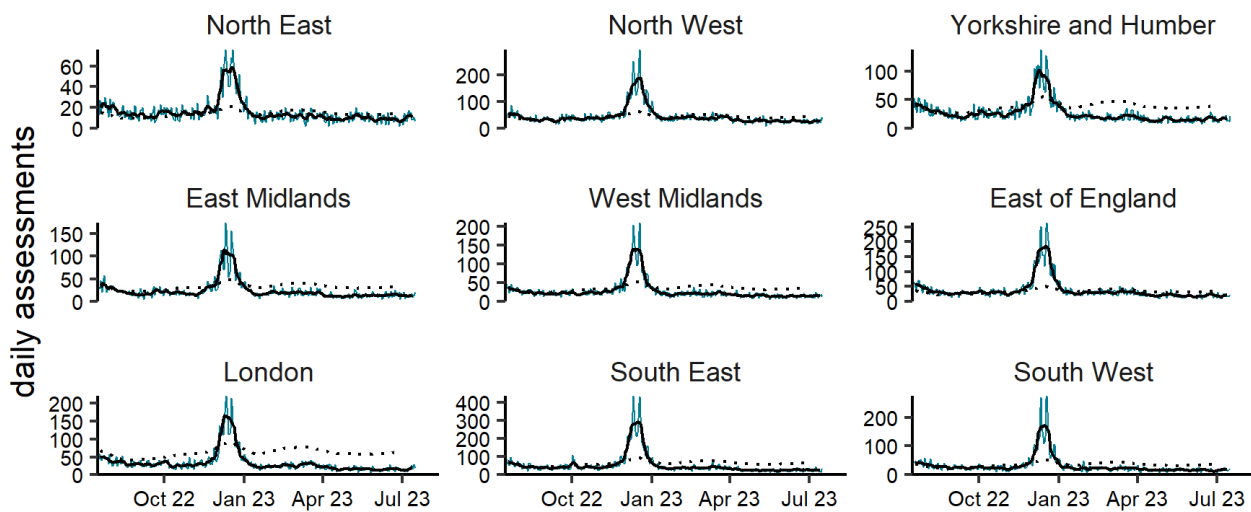 North East
North West
Yorkshire and Humber
60
40
20
0
200
100
0
100
50
0
East Midlands
West Midlands
East of England
150
100
50
0
200
150
100
50
0
250
200
150
100
50
0
London
South East
South West
200
150
100
50
0
400
300
200
100
0
200
100
0
Oct 22 Jan 23 Apr 23 Jul 23
Oct 22 Jan 23 Apr 23 Jul 23
Oct 22 Jan 23 Apr 23 Jul 23
daily assessments